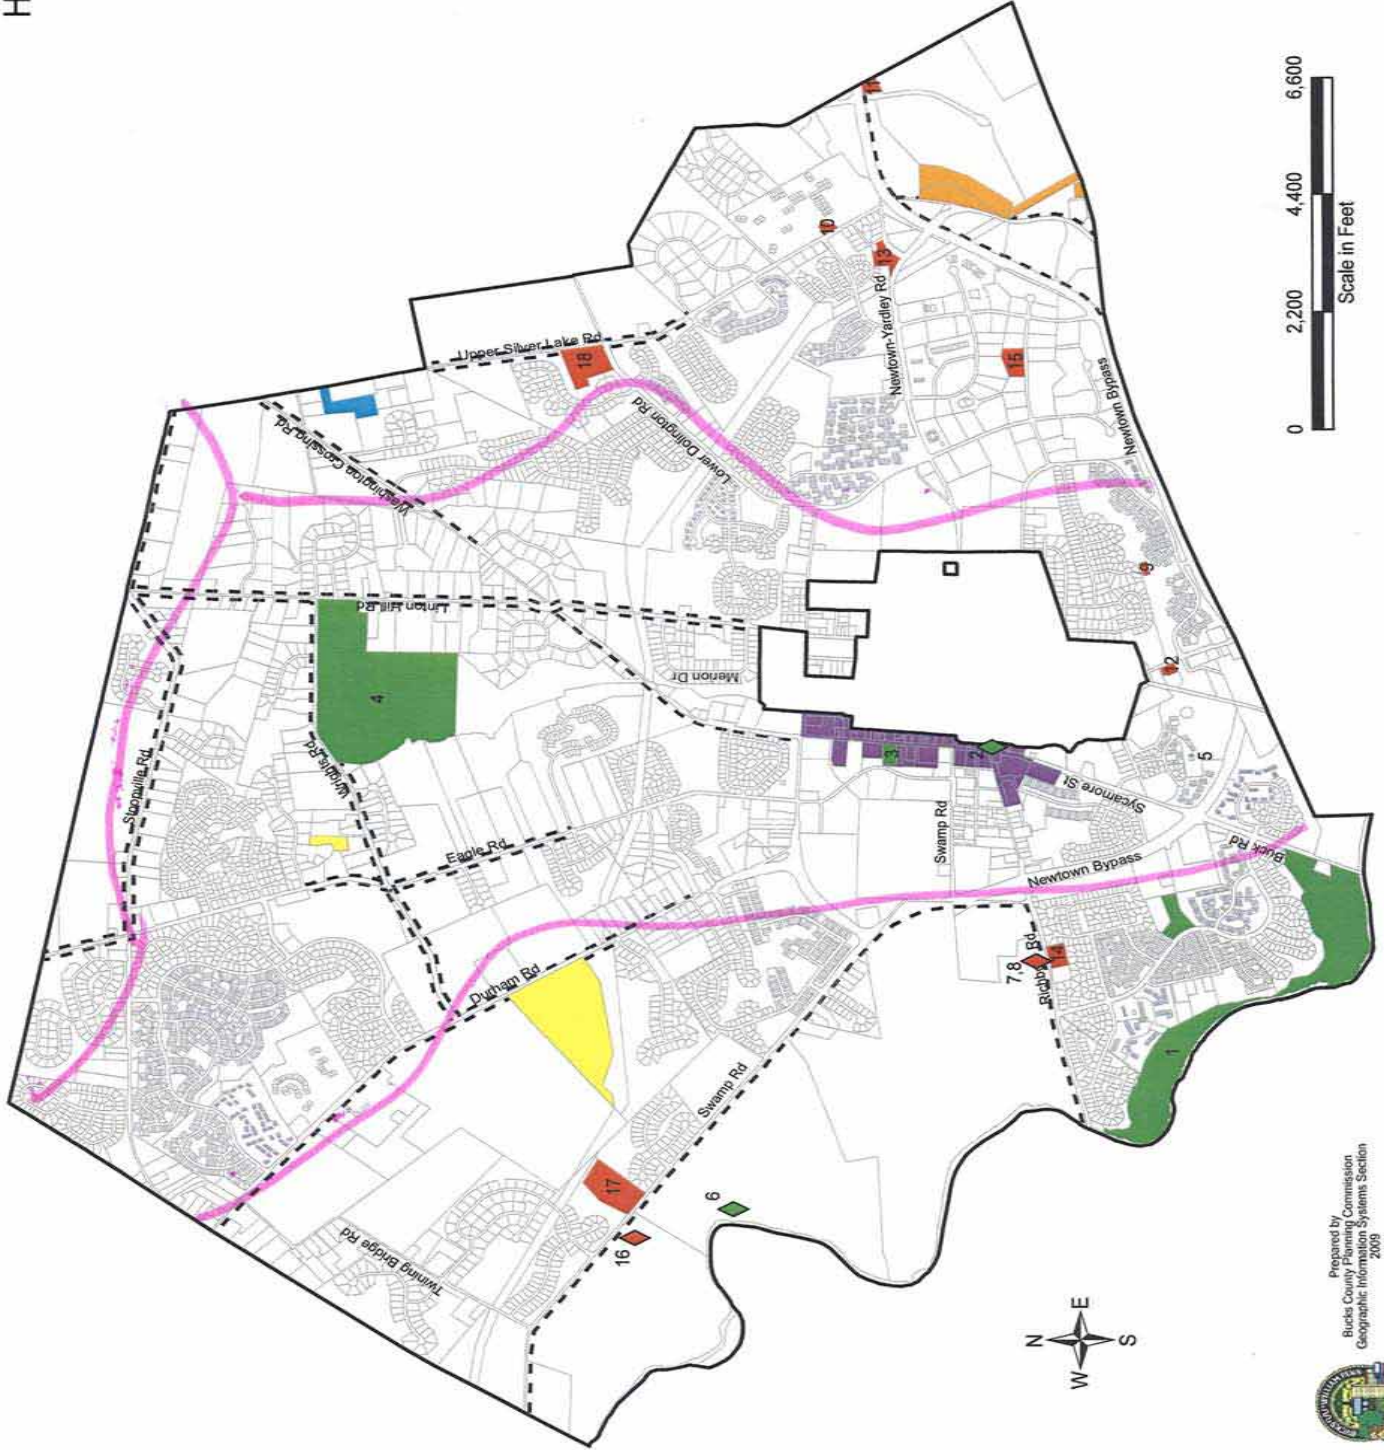 H
11
10
13
Newtown-Yardley Rd
15
Newtown Bypass
Upper Silver Lake Rd
18
Lower Dolington Rd
Washington Crossing Rd
Linton Hill Rd
4
Merion Dr
9
12
Stoopville Rd
Wrights Rd
Eagle Rd
3
2
Sycamore St
5
Swamp Rd
Newtown Bypass
Buck Rd
Durham Rd
7,8
Rd
14
1
Swamp Rd
17
16
6
Twining Bridge Rd
N
W
E
S
0
2,200
4,400
6,600
Scale in Feet
Prepared by
Bucks County Planning Commission
Geographic Information Systems Section
2009